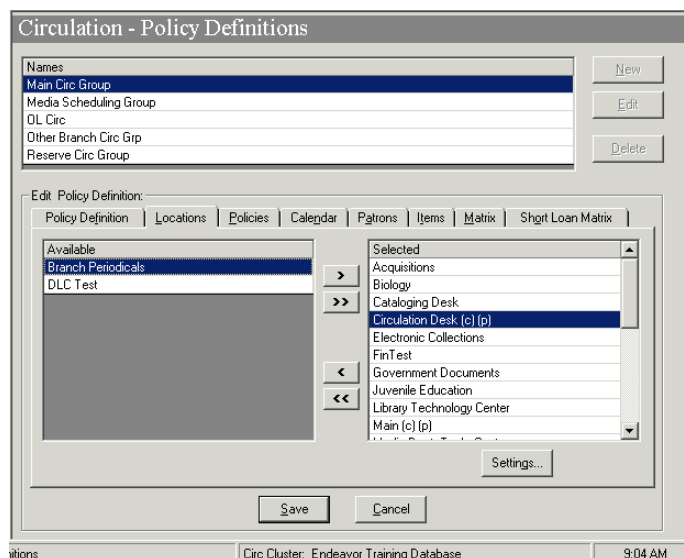 Circulation - Policy Definitions
Names
Main Circ Group
Media Scheduling Group
OL Circ
Other Branch Circ Grp
Reserve Circ Group
New
Edit
Delete
Edit Policy Definition:
Policy Definition Locations Policies Calendar Patrons Items Matrix Short Loan Matrix
Available
Branch Periodicals
DLC Test
>
>>
<
<<
Selected
Acquisitions
Biology
Cataloging Desk
Circulation Desk (c) (p)
Electronic Collections
FinTest
Government Documents
Juvenile Education
Library Technology Center
Main (c) (p)
Settings...
Save Cancel
nitions Circ Cluster: Endeavor Training Database 9:04 AM